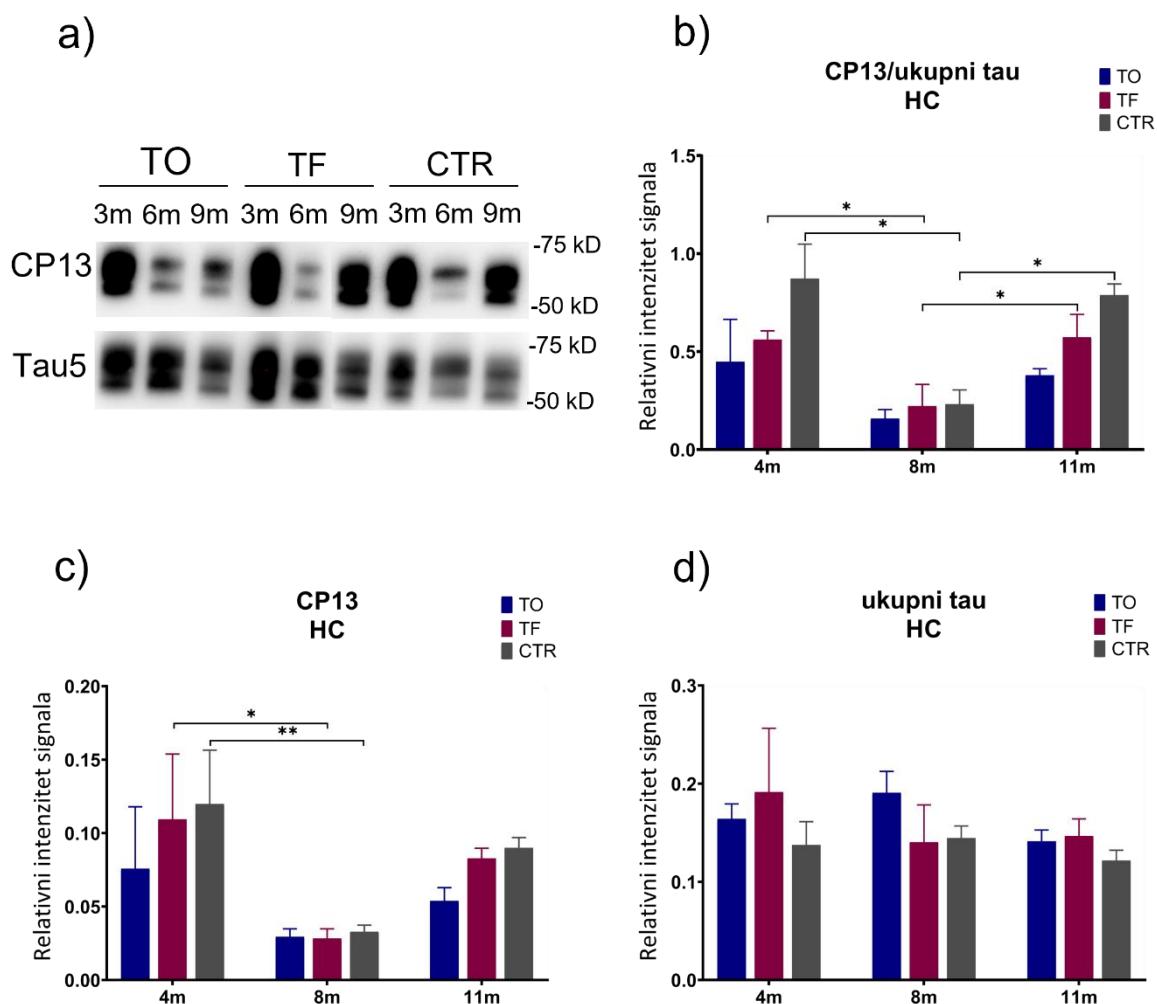 a)
TO TF CTR
3m 6m 9m 3m 6m 9m 3m 6m 9m
CP13
-75 kD
-50 kD
Tau5
-75 kD
-50 kD
b)
CP13/ukupni tau
HC
TO
TF
CTR
Relativni intenzitet signala
1.5
1.0
0.5
0.0
*
*
*
*
4m 8m 11m
c)
CP13
HC
TO
TF
CTR
Relativni intenzitet signala
0.20
0.15
0.10
0.05
0.00
*
**
4m 8m 11m
d)
ukupni tau
HC
TO
TF
CTR
Relativni intenzitet signala
0.3
0.2
0.1
0.0
4m 8m 11m